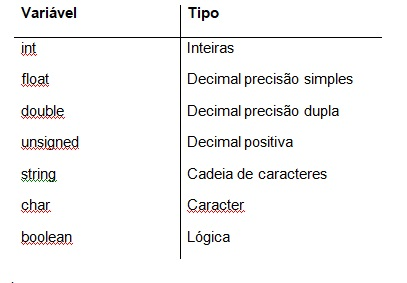 Variável Tipo
int Inteiras
float Decimal precisão simples
double Decimal precisão dupla
unsigned Decimal positiva
string Cadeia de caracteres
char Caracter
boolean Lógica
.